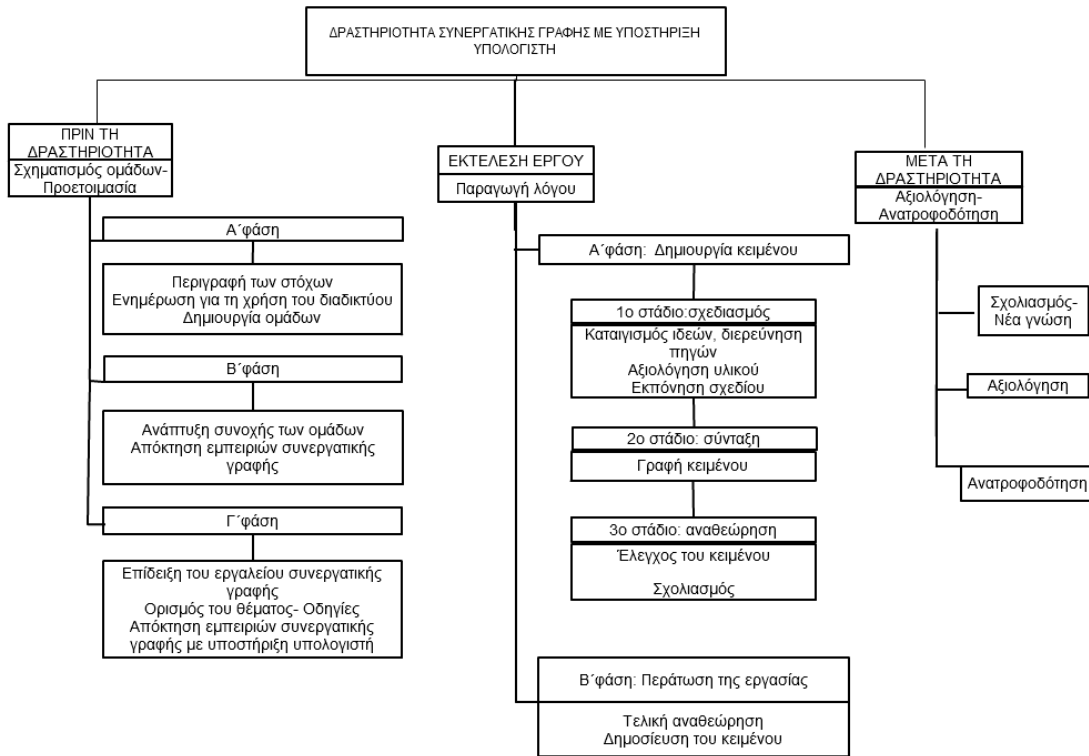 ΔΡΑΣΤΗΡΙΟΤΗΤΑ ΣΥΝΕΡΓΑΤΙΚΗΣ ΓΡΑΦΗΣ ΜΕ ΥΠΟΣΤΗΡΙΞΗ
ΥΠΟΛΟΓΙΣΤΗ
ΠΡΙΝ ΤΗ
ΔΡΑΣΤΗΡΙΟΤΗΤΑ
Σχηματισμός ομάδων-
Προετοιμασία
Α΄φάση
Περιγραφή των στόχων
Ενημέρωση για τη χρήση του διαδικτύου
Δημιουργία ομάδων
Β΄φάση
Ανάπτυξη συνοχής των ομάδων
Απόκτηση εμπειριών συνεργατικής
γραφής
Γ΄φάση
Επίδειξη του εργαλείου συνεργατικής
γραφής
Ορισμός του θέματος- Οδηγίες
Απόκτηση εμπειριών συνεργατικής
γραφής με υποστήριξη υπολογιστή
ΕΚΤΕΛΕΣΗ ΕΡΓΟΥ
Παραγωγή λόγου
Α΄φάση: Δημιουργία κειμένου
1ο στάδιο:σχεδιασμός
Καταιγισμός ιδεών, διερεύνηση
πηγών
Αξιολόγηση υλικού
Εκπόνηση σχεδίου
2ο στάδιο: σύνταξη
Γραφή κειμένου
3ο στάδιο: αναθεώρηση
Έλεγχος του κειμένου
Σχολιασμός
Β΄φάση: Περάτωση της εργασίας
Τελική αναθεώρηση
Δημοσίευση του κειμένου
ΜΕΤΑ ΤΗ
ΔΡΑΣΤΗΡΙΟΤΗΤΑ
Αξιολόγηση-
Ανατροφοδότηση
Σχολιασμός-
Νέα γνώση
Αξιολόγηση
Ανατροφοδότηση